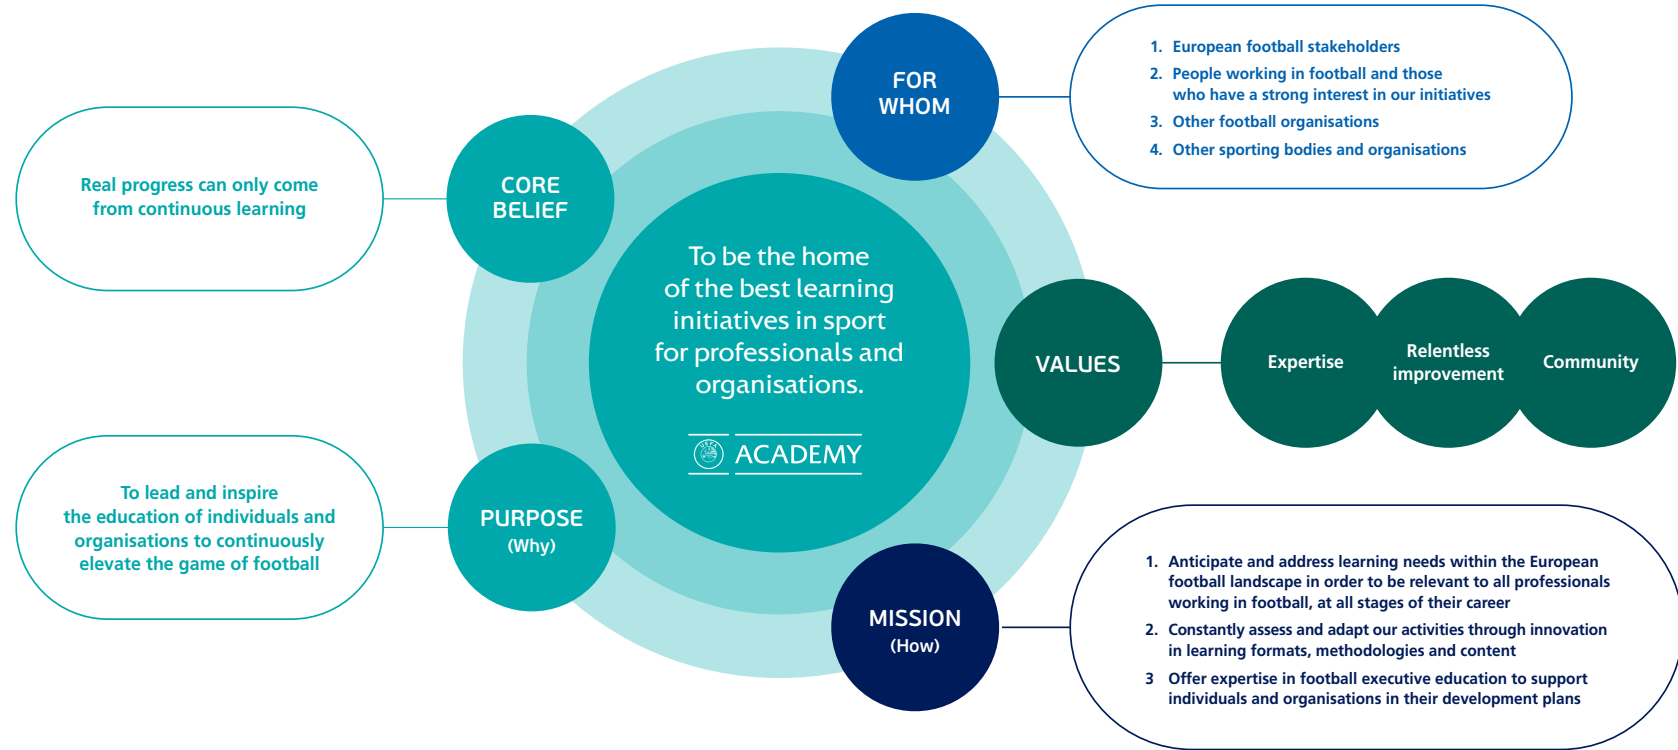 CORE
BELIEF
Real progress can only come
from continuous learning
PURPOSE
(Why)
To lead and inspire
the education of individuals and
organisations to continuously
elevate the game of football
To be the home
of the best learning
initiatives in sport
for professionals and
organisations.
UEFA
ACADEMY
FOR
WHOM
1. European football stakeholders
2. People working in football and those
who have a strong interest in our initiatives
3. Other football organisations
4. Other sporting bodies and organisations
VALUES
Expertise
Relentless
improvement
Community
MISSION
(How)
1. Anticipate and address learning needs within the European
football landscape in order to be relevant to all professionals
working in football, at all stages of their career
2. Constantly assess and adapt our activities through innovation
in learning formats, methodologies and content
3 Offer expertise in football executive education to support
individuals and organisations in their development plans